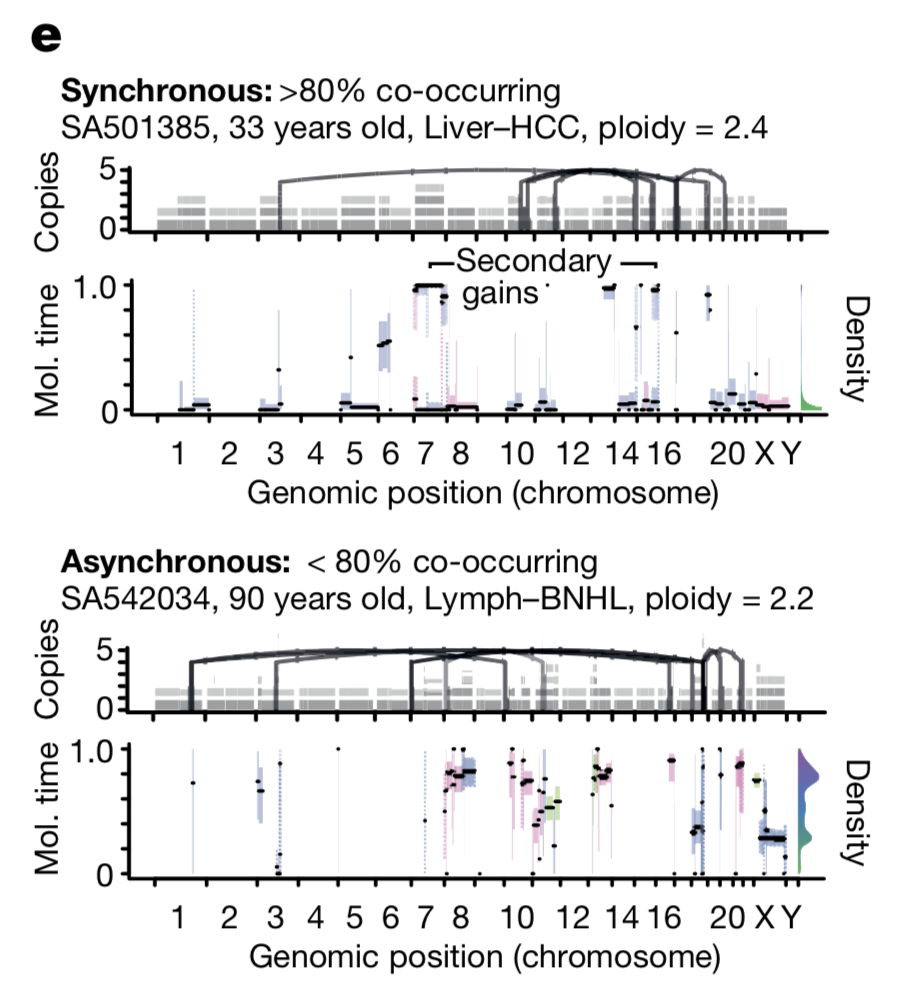 e
Synchronous: >80% co-occurring
SA501385, 33 years old, Liver–HCC, ploidy = 2.4
Copies
5
0
Secondary
gains
Mol. time
1.0
0
Density
1 2 3 4 5 6 7 8 10 12 14 16 20 X Y
Genomic position (chromosome)
Asynchronous: < 80% co-occurring
SA542034, 90 years old, Lymph–BNHL, ploidy = 2.2
Copies
5
0
Mol. time
1.0
0
Density
1 2 3 4 5 6 7 8 10 12 14 16 20 X Y
Genomic position (chromosome)